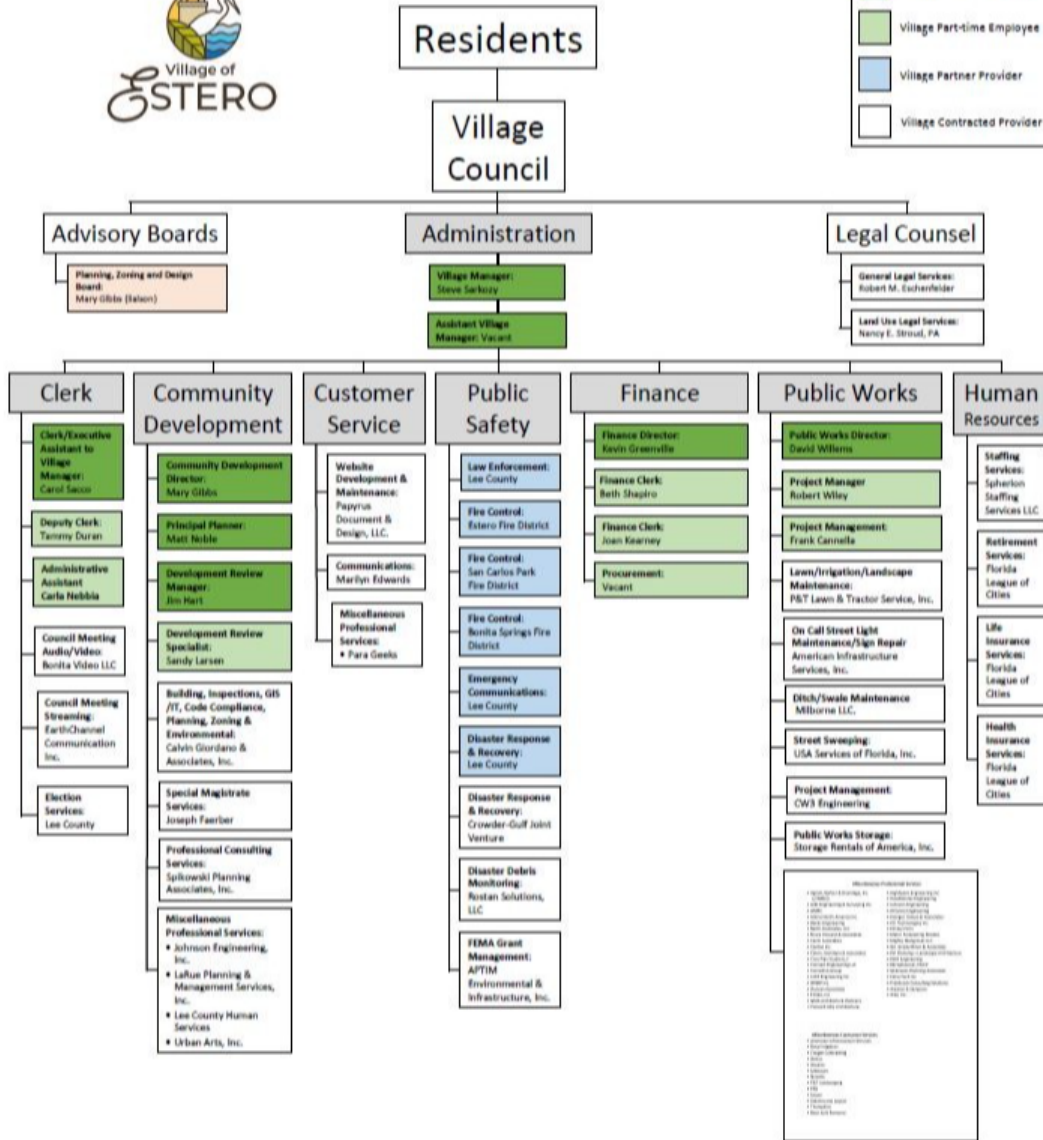 Village of
ESTERO
Residents
Village Part-time Employee
Village Partner Provider
Village Contracted Provider
Village
Council
Advisory Boards
Planning, Zoning and Design
Board:
Mary Gibbs (liaison)
Administration
Village Manager:
Steve Sarkozy
Assistant Village
Manager: Vacant
Legal Counsel
General Legal Services:
Robert M. Eschenfelder
Land Use Legal Services:
Nancy E. Stroud, PA
Clerk
Clerk/Executive
Assistant to
Village
Manager:
Carol Sacco
Deputy Clerk:
Tammy Duran
Administrative
Assistant
Carla Nebbia
Council Meeting
Audio/Video:
Bonita Video LLC
Council Meeting
Streaming:
EarthChannel
Communication
Inc.
Election
Services:
Lee County
Community
Development
Community Development
Director:
Mary Gibbs
Principal Planner:
Matt Noble
Development Review
Manager:
Jim Hart
Development Review
Specialist:
Sandy Larsen
Building, Inspections, GIS
/IT, Code Compliance,
Planning, Zoning &
Environmental:
Calvin Giordano &
Associates, Inc.
Special Magistrate
Services:
Joseph Faerber
Professional Consulting
Services:
Spikowski Planning
Associates, Inc.
Miscellaneous
Professional Services:
• Johnson Engineering,
Inc.
• LaRue Planning &
Management Services,
Inc.
• Lee County Human
Services
• Urban Arts, Inc.
Customer
Service
Website
Development &
Maintenance:
Papyrus
Document &
Design, LLC.
Communications:
Marilyn Edwards
Miscellaneous
Professional
Services:
• Para Geeks
Public
Safety
Law Enforcement:
Lee County
Fire Control:
Estero Fire District
Fire Control:
San Carlos Park
Fire District
Fire Control:
Bonita Springs Fire
District
Emergency
Communications:
Lee County
Disaster Response
& Recovery:
Lee County
Disaster Response
& Recovery:
Crowder-Gulf Joint
Venture
Disaster Debris
Monitoring:
Rostan Solutions,
LLC
FEMA Grant
Management:
APTIM
Environmental &
Infrastructure, Inc.
Finance
Finance Director:
Kevin Greenville
Finance Clerk:
Beth Shapiro
Finance Clerk:
Joan Kearney
Procurement:
Vacant
Public Works
Public Works Director:
David Willems
Project Manager
Robert Wiley
Project Management:
Frank Cannella
Lawn/Irrigation/Landscape
Maintenance:
P&T Lawn & Tractor Service, Inc.
On Call Street Light
Maintenance/Sign Repair
American Infrastructure
Services, Inc.
Ditch/Swale Maintenance
Milborne LLC.
Street Sweeping:
USA Services of Florida, Inc.
Project Management:
CW3 Engineering
Public Works Storage:
Storage Rentals of America, Inc.
Human
Resources
Staffing
Services:
Spherion
Staffing
Services LLC
Retirement
Services:
Florida
League of
Cities
Life
Insurance
Services:
Florida
League of
Cities
Health
Insurance
Services:
Florida
League of
Cities